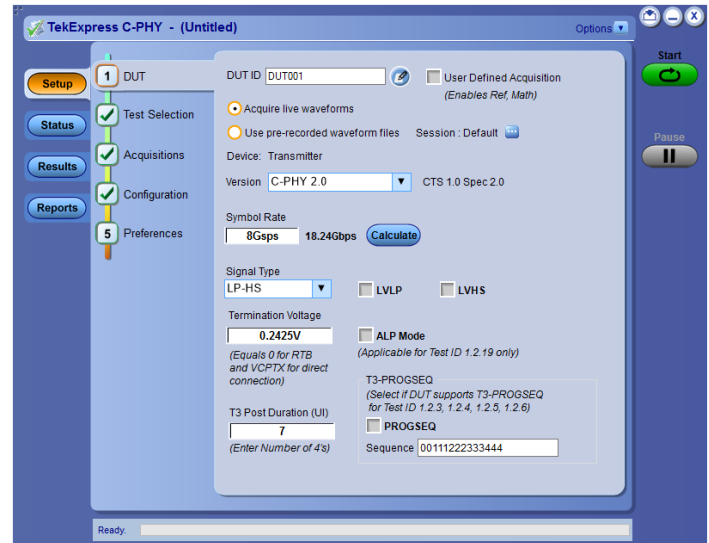 TekExpress C-PHY - (Untitled)
Options
Start
Pause
Setup
Status
Results
Reports
1 DUT
Test Selection
Acquisitions
Configuration
5 Preferences
DUT ID DUT001
User Defined Acquisition
(Enables Ref, Math)
Acquire live waveforms
Use pre-recorded waveform files Session : Default
Device: Transmitter
Version C-PHY 2.0 CTS 1.0 Spec 2.0
Symbol Rate
8Gsps 18.24Gbps Calculate
Signal Type
LP-HS LVLP LVHS
Termination Voltage
0.2425V
(Equals 0 for RTB
and VCPTX for direct
connection)
ALP Mode
(Applicable for Test ID 1.2.19 only)
T3-PROGSEQ
(Select if DUT supports T3-PROGSEQ
for Test ID 1.2.3, 1.2.4, 1.2.5, 1.2.6)
PROGSEQ
Sequence 00111222333444
T3 Post Duration (UI)
7
(Enter Number of 4's)
Ready.